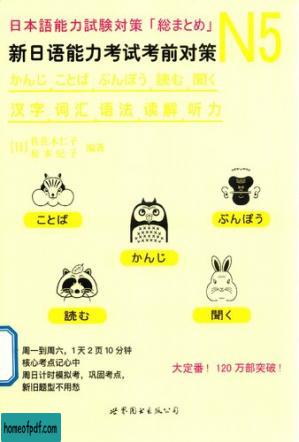 日本語能力試験対策「総まとめ」
新日语能力考试考前对策
N5
かんじ ことば ぶんぽう 読む 聞く
汉字 词汇 语法 读解 听力
[日] 佐佐木仁子
松本纪子 编著
ことば
かんじ
ぶんぽう
読む
聞く
周一到周六，1天2页10分钟
核心考点记心中
周日计时模拟考，巩固考点，
新旧题型不用愁
大定番！120万部突破！
世界图书出版公司
homeofpdf.com